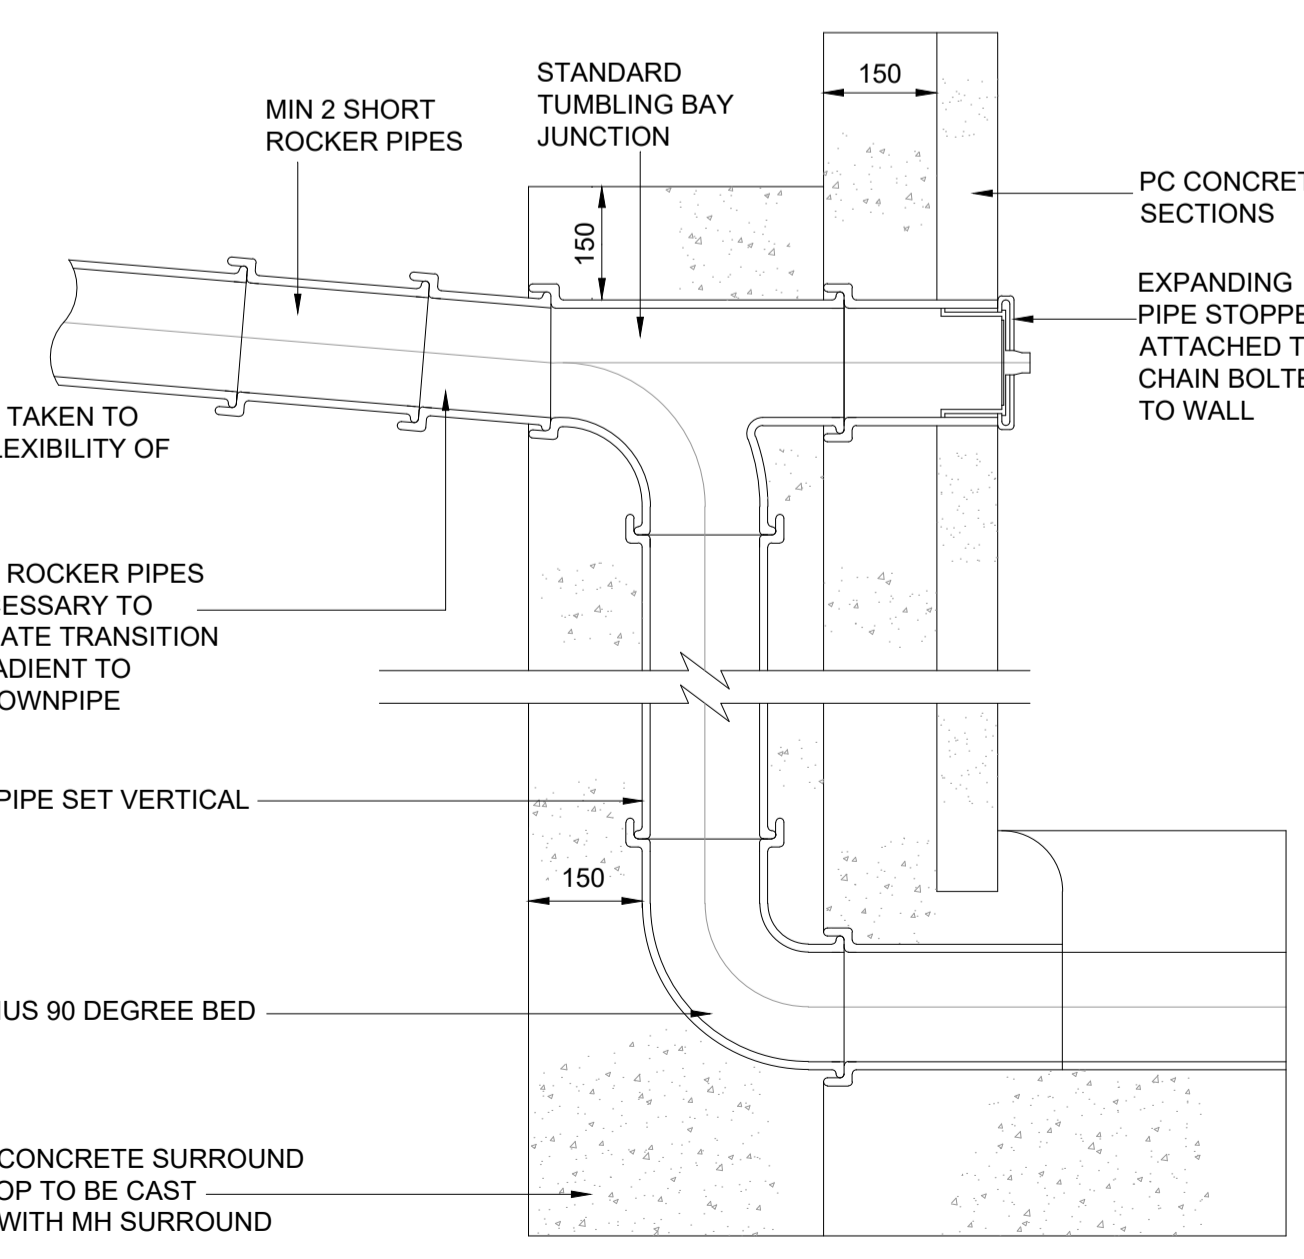 STANDARD
TUMBLING BAY
JUNCTION
150
MIN 2 SHORT
ROCKER PIPES
150
PC CONCRET
SECTIONS
EXPANDING
PIPE STOPPE
ATTACHED T
CHAIN BOLTE
TO WALL
TAKEN TO
LEXIBILITY OF
ROCKER PIPES
ESSARY TO
ATE TRANSITION
ADIENT TO
OWNPIPE
PIPE SET VERTICAL
150
IUS 90 DEGREE BED
CONCRETE SURROUND
OP TO BE CAST
WITH MH SURROUND